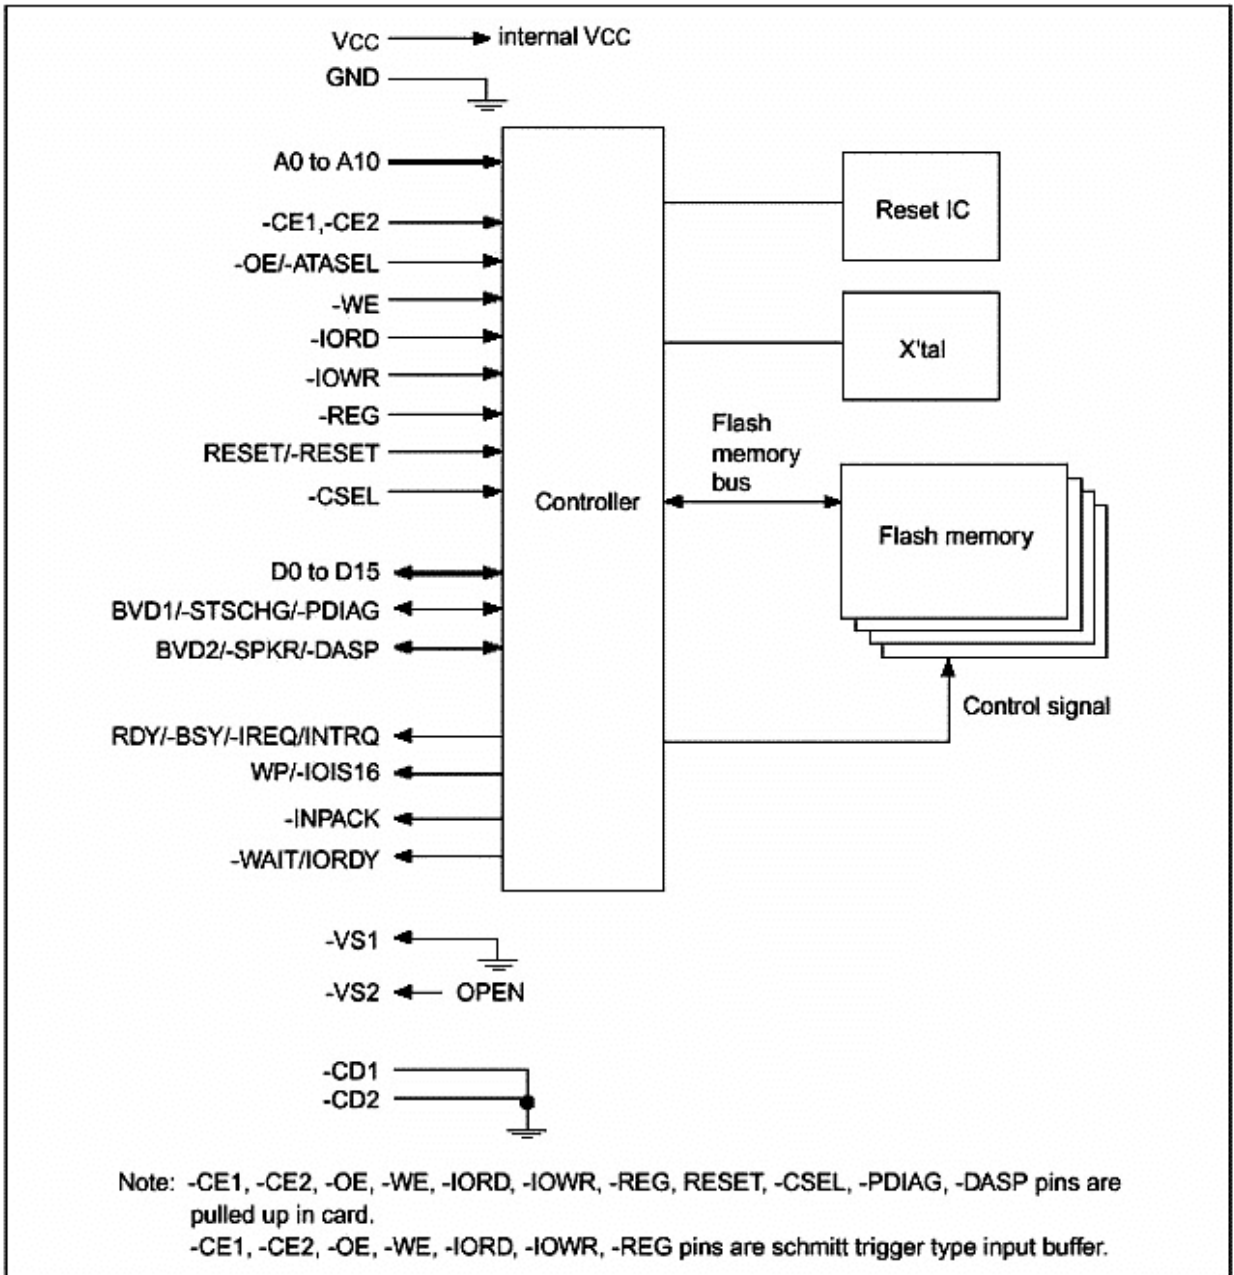 VCC
internal VCC
GND
A0 to A10
-CE1,-CE2
-OE/-ATASEL
-WE
-IORD
-IOWR
-REG
RESET/-RESET
-CSEL
D0 to D15
BVD1/-STSCHG/-PDIAG
BVD2/-SPKR/-DASP
RDY/-BSY/-IREQ/INTRQ
WP/-IOIS16
-INPACK
-WAIT/IORDY
Controller
Reset IC
X'tal
Flash
memory
bus
Flash memory
Control signal
-VS1
-VS2
OPEN
-CD1
-CD2
Note: -CE1, -CE2, -OE, -WE, -IORD, -IOWR, -REG, RESET, -CSEL, -PDIAG, -DASP pins are
pulled up in card.
-CE1, -CE2, -OE, -WE, -IORD, -IOWR, -REG pins are schmitt trigger type input buffer.